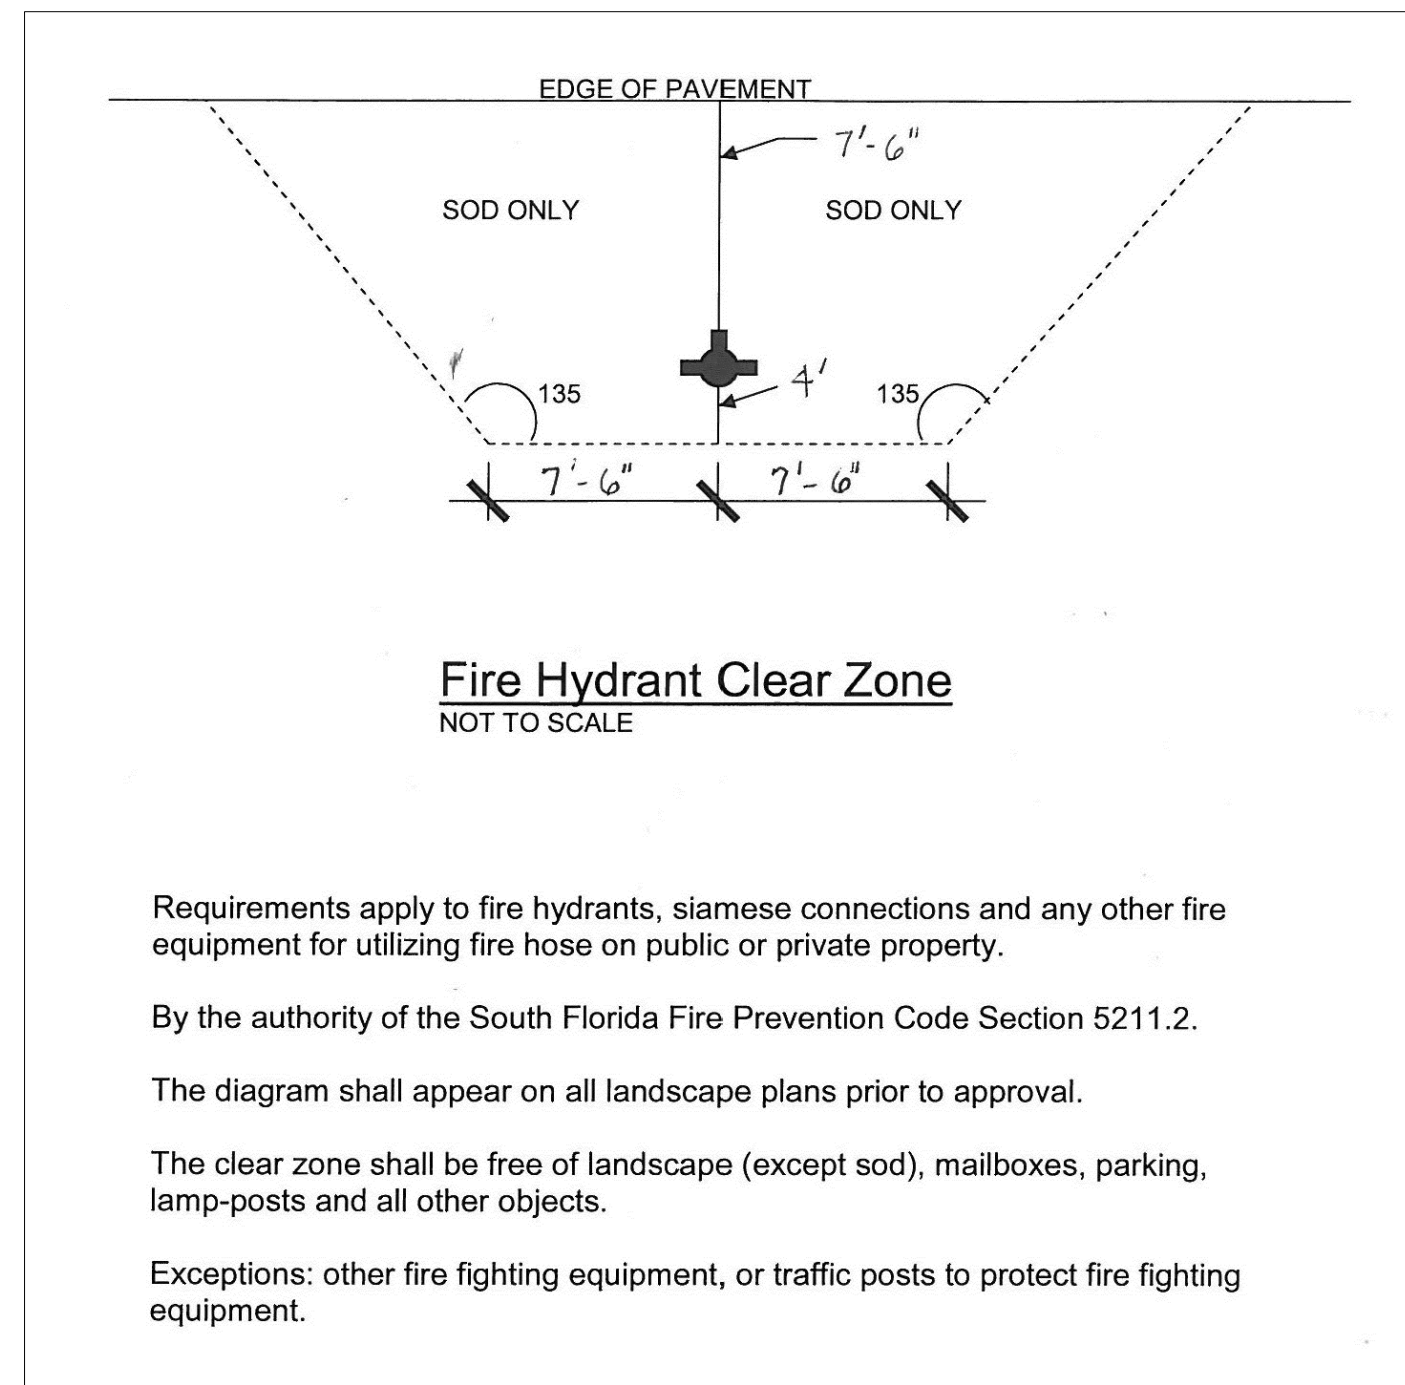 EDGE OF PAVEMENT
7'-6"
SOD ONLY
SOD ONLY
4'
135
135
7'-6"
7'-6"
Fire Hydrant Clear Zone
NOT TO SCALE
Requirements apply to fire hydrants, siamese connections and any other fire
equipment for utilizing fire hose on public or private property.
By the authority of the South Florida Fire Prevention Code Section 5211.2.
The diagram shall appear on all landscape plans prior to approval.
The clear zone shall be free of landscape (except sod), mailboxes, parking,
lamp-posts and all other objects.
Exceptions: other fire fighting equipment, or traffic posts to protect fire fighting
equipment.